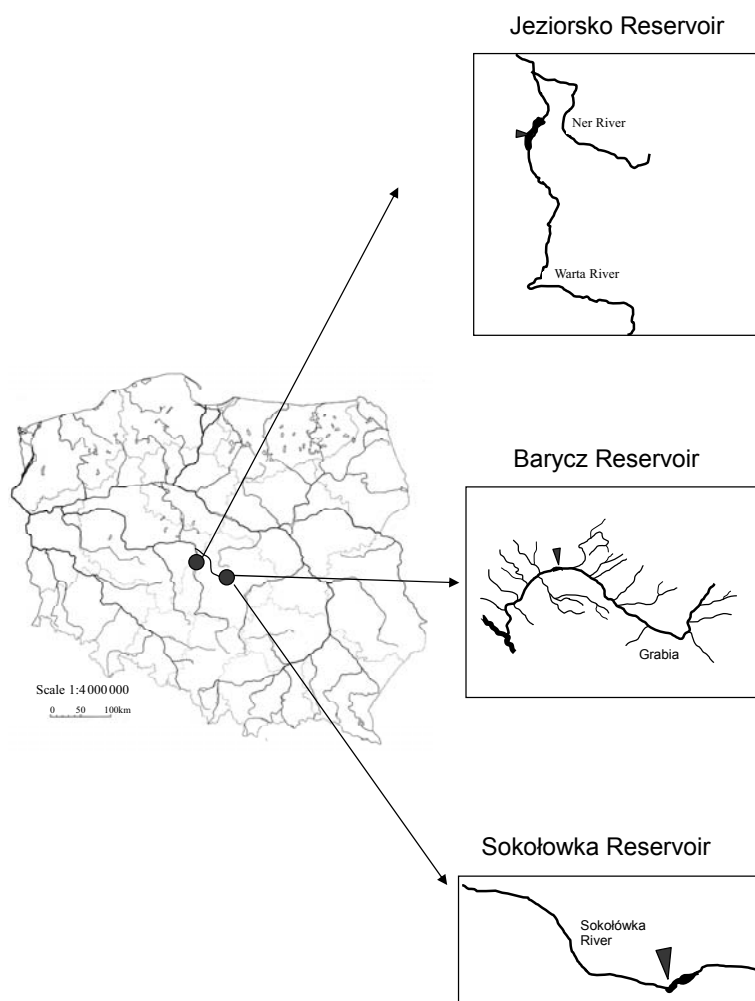 Jeziorsko Reservoir
Ner River
Warta River
Barycz Reservoir
Grabia
Scale 1:4 000 000
0 50 100km
Sokołowka Reservoir
Sokołówka
River